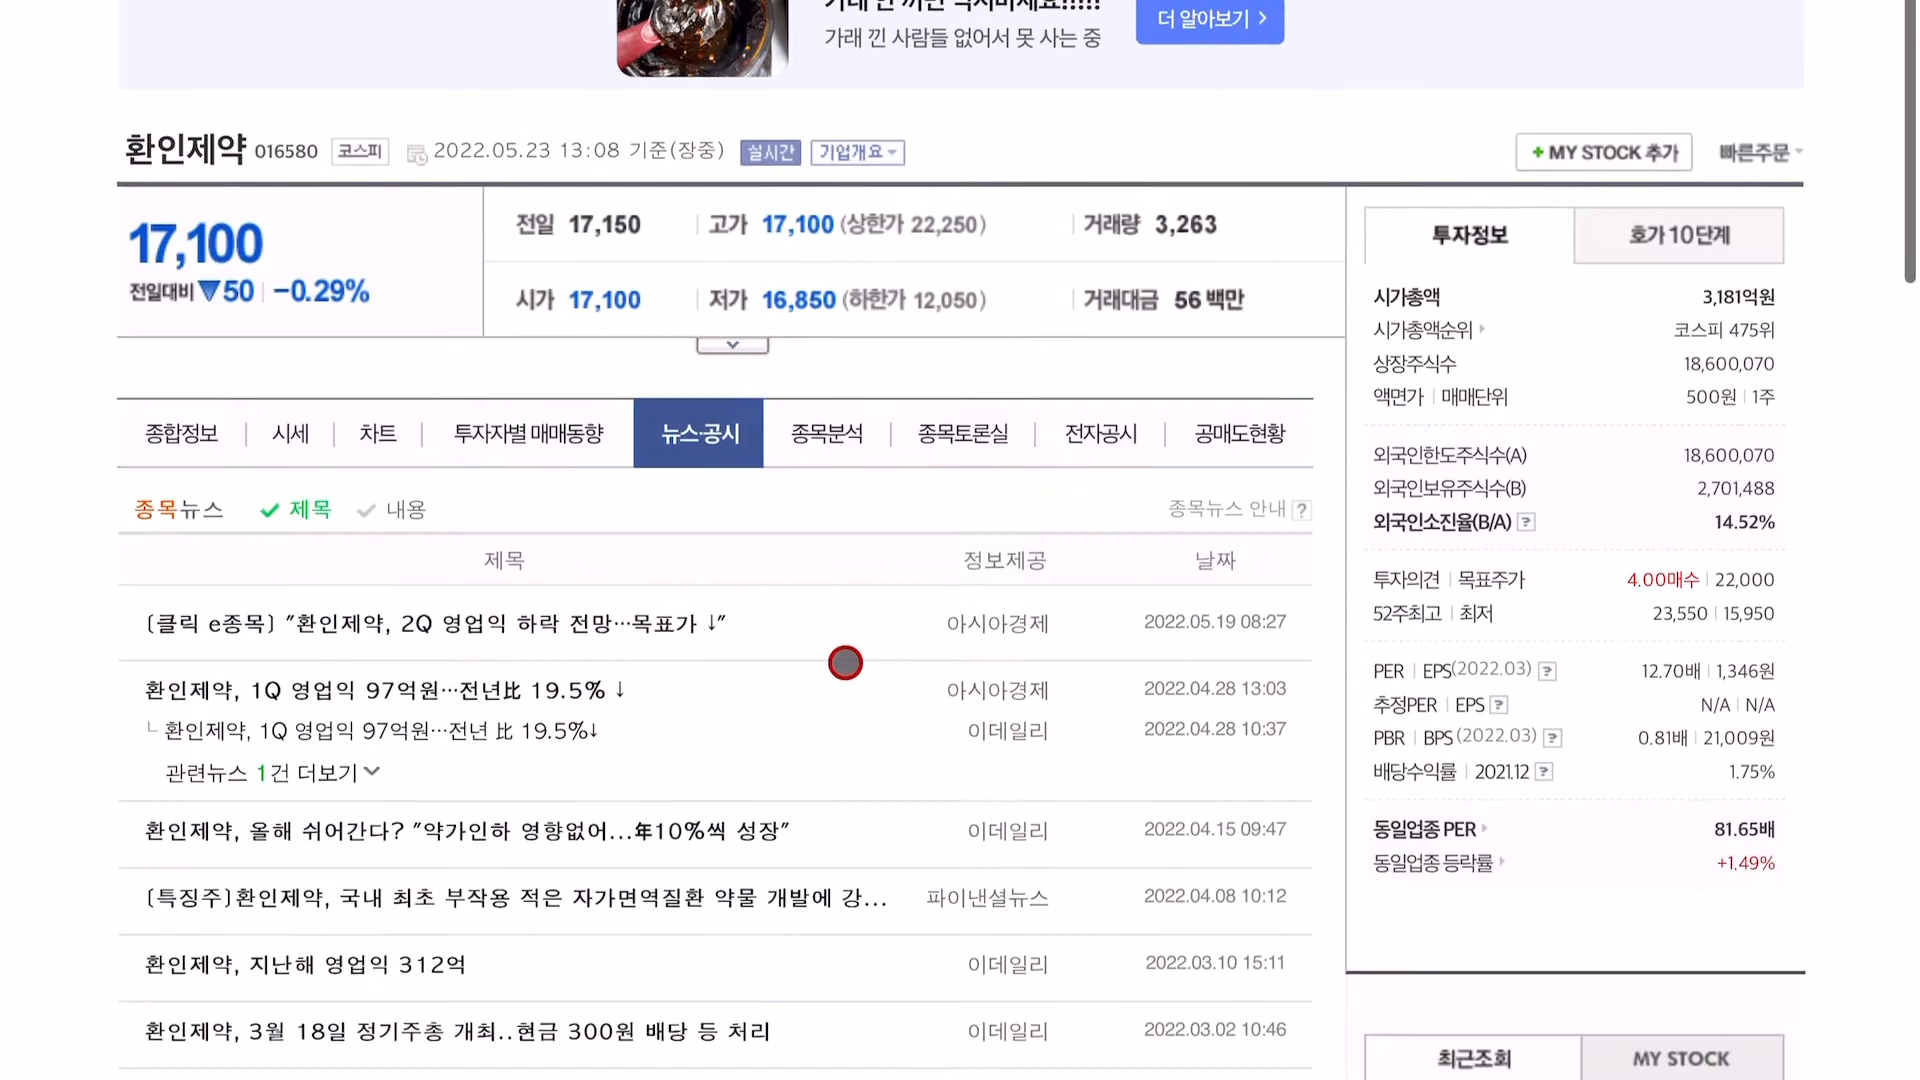 가래 끼 사람들 없어서 못 사는 중
더 알아보기 >
환인제약 016580 코스피 2022.05.23 13:08 기준(장중) 실시간 기업개요
+ MY STOCK 추가 빠른주문
17,100
전일대비 ▼50 -0.29%
전일 17,150 고가 17,100 (상한가 22,250) 거래량 3,263
시가 17,100 저가 16,850 (하한가 12,050) 거래대금 56 백만
종합정보 시세 차트 투자자별 매매동향 뉴스·공시 종목분석 종목토론실 전자공시 공매도현황
종목뉴스 제목 내용 종목뉴스 안내 ?
제목 정보제공 날짜
[클릭 e종목] "환인제약, 2Q 영업익 하락 전망…목표가 ↓" 아시아경제 2022.05.19 08:27
환인제약, 1Q 영업익 97억원…전년比 19.5% ↓ 아시아경제 2022.04.28 13:03
└ 환인제약, 1Q 영업익 97억원…전년 比 19.5%↓ 이데일리 2022.04.28 10:37
관련뉴스 1건 더보기
환인제약, 올해 쉬어간다? "약가인하 영향없어...年10%씩 성장" 이데일리 2022.04.15 09:47
[특징주]환인제약, 국내 최초 부작용 적은 자가면역질환 약물 개발에 강... 파이낸셜뉴스 2022.04.08 10:12
환인제약, 지난해 영업익 312억 이데일리 2022.03.10 15:11
환인제약, 3월 18일 정기주총 개최..현금 300원 배당 등 처리 이데일리 2022.03.02 10:46
투자정보 호가 10단계
시가총액 3,181억원
시가총액순위 코스피 475위
상장주식수 18,600,070
액면가 | 매매단위 500원 | 1주
외국인한도주식수(A) 18,600,070
외국인보유주식수(B) 2,701,488
외국인소진율(B/A) ? 14.52%
투자의견 | 목표주가 4.00매수 | 22,000
52주최고 | 최저 23,550 | 15,950
PER | EPS(2022.03) ? 12.70배 | 1,346원
추정PER | EPS ? N/A | N/A
PBR | BPS (2022.03) ? 0.81배 | 21,009원
배당수익률 | 2021.12 ? 1.75%
동일업종 PER 81.65배
동일업종 등락률 +1.49%
최근조회 MY STOCK